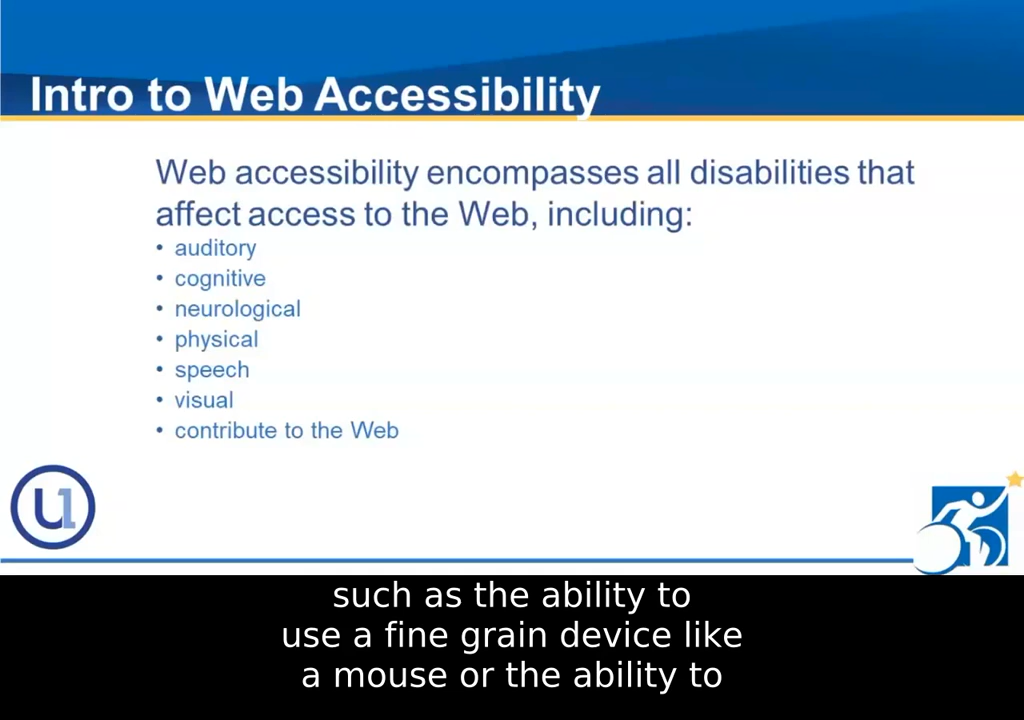 Intro to Web Accessibility
Web accessibility encompasses all disabilities that
affect access to the Web, including:
• auditory
• cognitive
• neurological
• physical
• speech
• visual
• contribute to the Web
U1
such as the ability to
use a fine grain device like
a mouse or the ability to